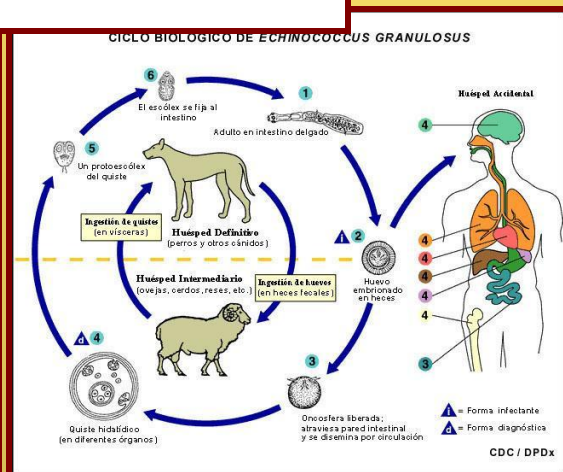 CICLO BIOLOGICO DE ECHINOCOCCUS GRANULOSUS
6
El escólex se fija al
intestino
1
Adulto en intestino delgado
Huésped Accidental
4
5
Un protoescólex
del quiste
Ingestión de quistes
(en vísceras)
Huésped Definitivo
(perros y otros cánidos)
i 2
Huevo
embrionado
en heces
Huésped Intermediario
(ovejas, cerdos, reses, etc.)
Ingestión de huevos
(en heces fecales)
4
4
4
4
4
3
d 4
Quiste hidatídico
(en diferentes órganos)
3
Oncosfera liberada;
atraviesa pared intestinal
y se disemina por circulación
i = Forma infectante
d = Forma diagnóstica
CDC / DPDx